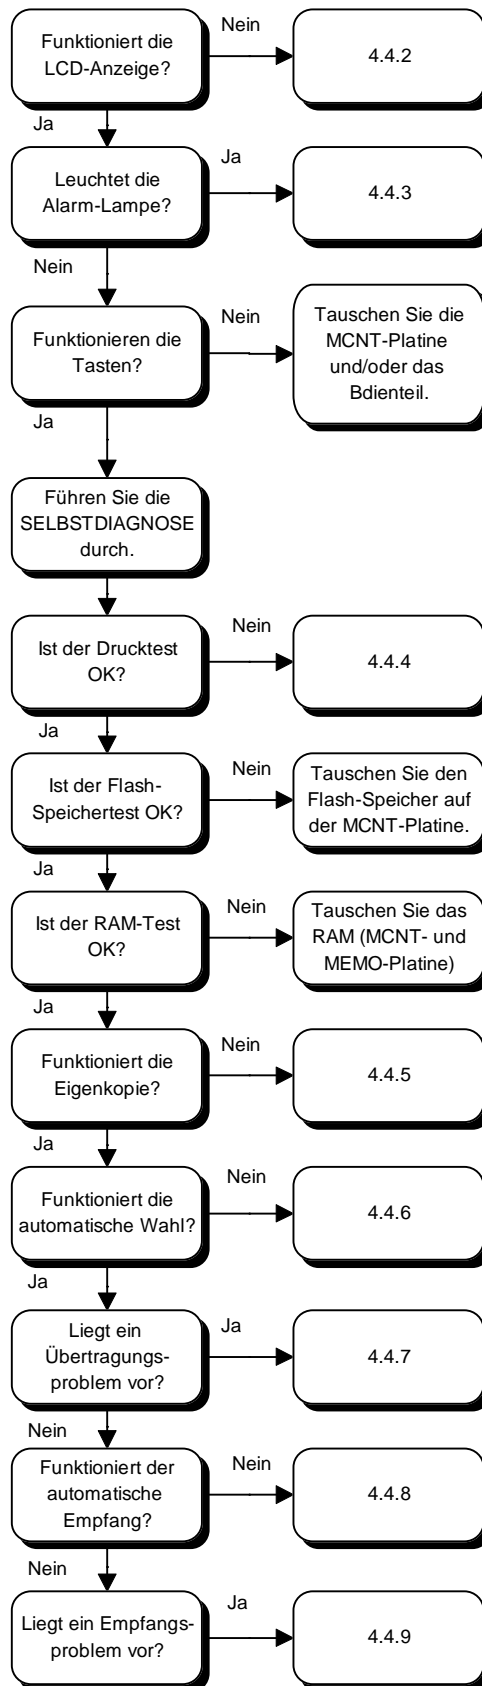 Funktioniert die
LCD-Anzeige?
Nein
4.4.2
Ja
Leuchtet die
Alarm-Lampe?
Ja
4.4.3
Nein
Funktionieren die
Tasten?
Nein
Tauschen Sie die
MCNT-Platine
und/oder das
Bdienteil.
Ja
Führen Sie die
SELBSTDIAGNOSE
durch.
Ist der Drucktest
OK?
Nein
4.4.4
Ja
Ist der Flash-
Speichertest OK?
Nein
Tauschen Sie den
Flash-Speicher auf
der MCNT-Platine.
Ja
Ist der RAM-Test
OK?
Nein
Tauschen Sie das
RAM (MCNT- und
MEMO-Platine)
Ja
Funktioniert die
Eigenkopie?
Nein
4.4.5
Ja
Funktioniert die
automatische Wahl?
Nein
4.4.6
Ja
Liegt ein
Übertragungs-
problem vor?
Ja
4.4.7
Nein
Funktioniert der
automatische
Empfang?
Nein
4.4.8
Nein
Liegt ein Empfangs-
problem vor?
Ja
4.4.9